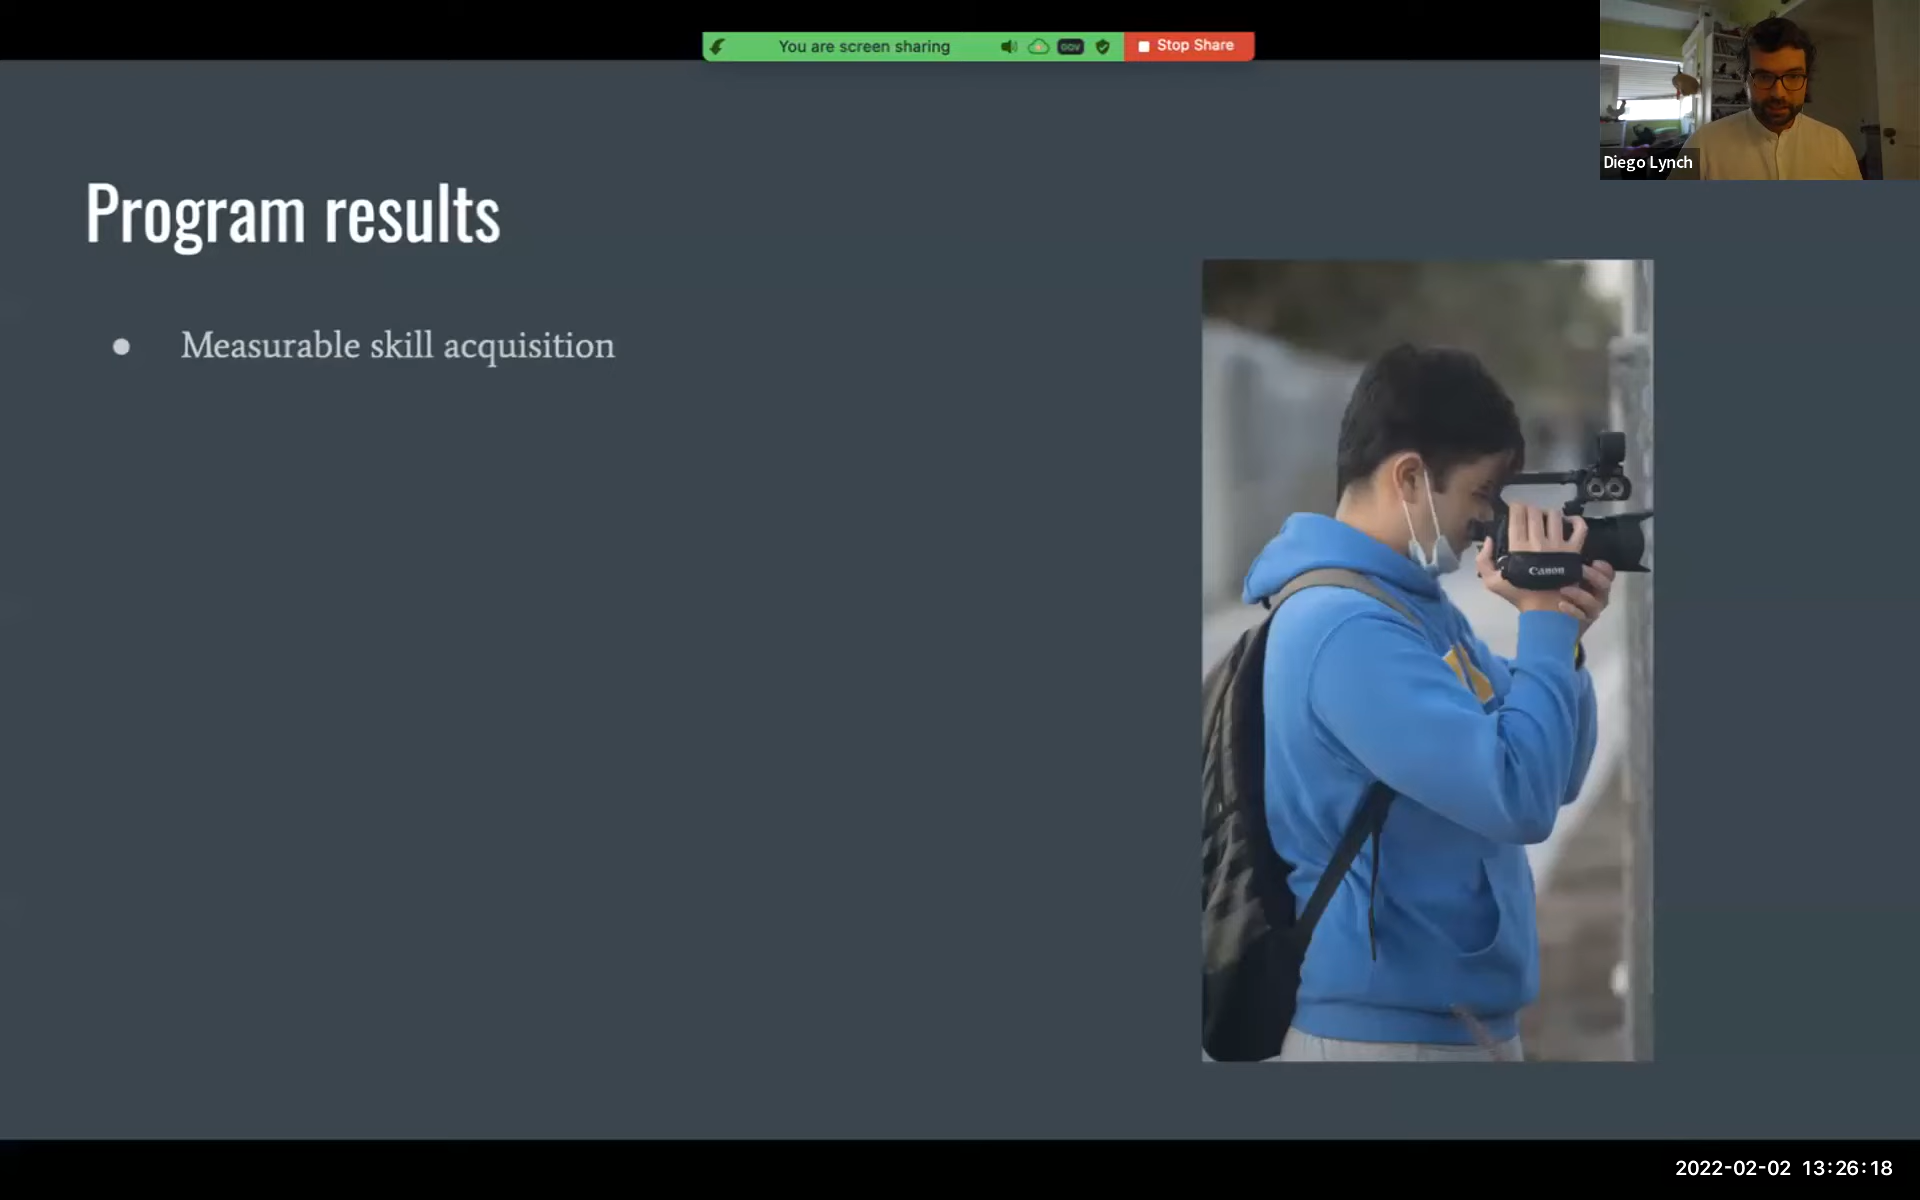 You are screen sharing
GOV
Stop Share
Diego Lynch
Program results
● Measurable skill acquisition
Canon
2022-02-02 13:26:18